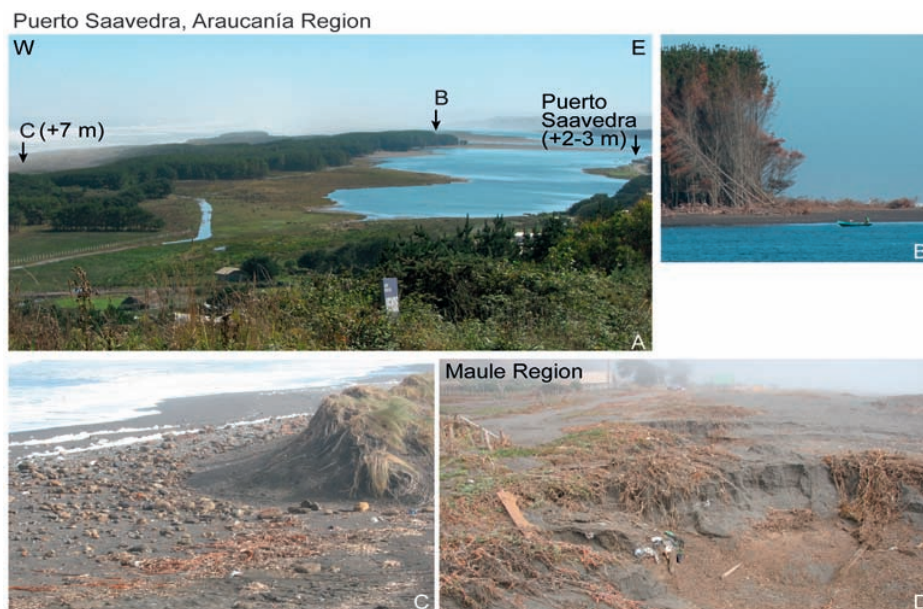 Puerto Saavedra, Araucanía Region
W
E
C (+7 m)
B
Puerto
Saavedra
(+2-3 m)
A
B
C
Maule Region
D